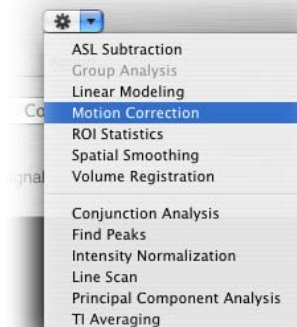 ASL Subtraction
Group Analysis
Linear Modeling
Motion Correction
ROI Statistics
Spatial Smoothing
Volume Registration
Conjunction Analysis
Find Peaks
Intensity Normalization
Line Scan
Principal Component Analysis
TI Averaging